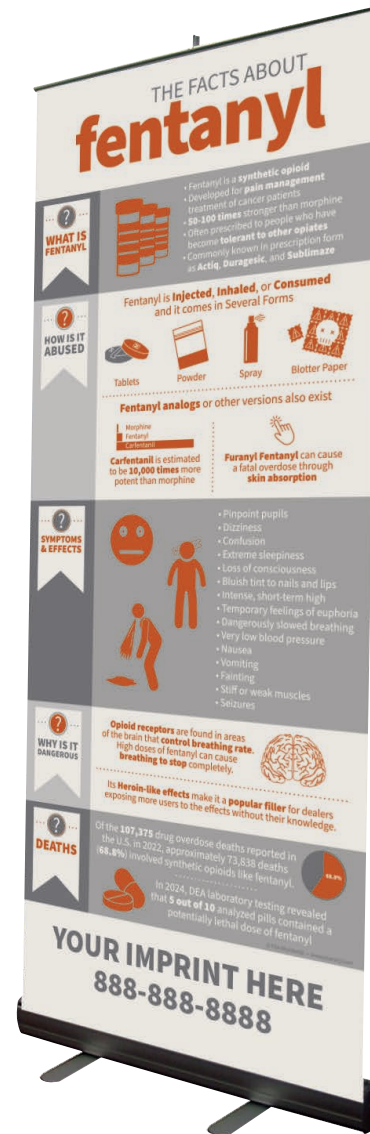 THE FACTS ABOUT
fentanyl
?
WHAT IS
FENTANYL
• Fentanyl is a synthetic opioid
• Developed for pain management
treatment of cancer patients
• 50-100 times stronger than morphine
• Often prescribed to people who have
become tolerant to other opiates
• Commonly known in prescription form
as Actiq, Duragesic, and Sublimaze
?
HOW IS IT
ABUSED
Fentanyl is Injected, Inhaled, or Consumed
and it comes in Several Forms
Tablets
Powder
Spray
Blotter Paper
Fentanyl analogs or other versions also exist
Morphine
Fentanyl
Carfentanil
Carfentanil is estimated
to be 10,000 times more
potent than morphine
Furanyl Fentanyl can cause
a fatal overdose through
skin absorption
?
SYMPTOMS
& EFFECTS
• Pinpoint pupils
• Dizziness
• Confusion
• Extreme sleepiness
• Loss of consciousness
• Bluish tint to nails and lips
• Intense, short-term high
• Temporary feelings of euphoria
• Dangerously slowed breathing
• Very low blood pressure
• Nausea
• Vomiting
• Fainting
• Stiff or weak muscles
• Seizures
?
WHY IS IT
DANGEROUS
Opioid receptors are found in areas
of the brain that control breathing rate.
High doses of fentanyl can cause
breathing to stop completely.
Its Heroin-like effects make it a popular filler for dealers
exposing more users to the effects without their knowledge.
?
DEATHS
Of the 107,375 drug overdose deaths reported in
the U.S. in 2022, approximately 73,838 deaths
(68.8%) involved synthetic opioids like fentanyl.
68.8%
In 2024, DEA laboratory testing revealed
that 5 out of 10 analyzed pills contained a
potentially lethal dose of fentanyl
YOUR IMPRINT HERE
888-888-8888